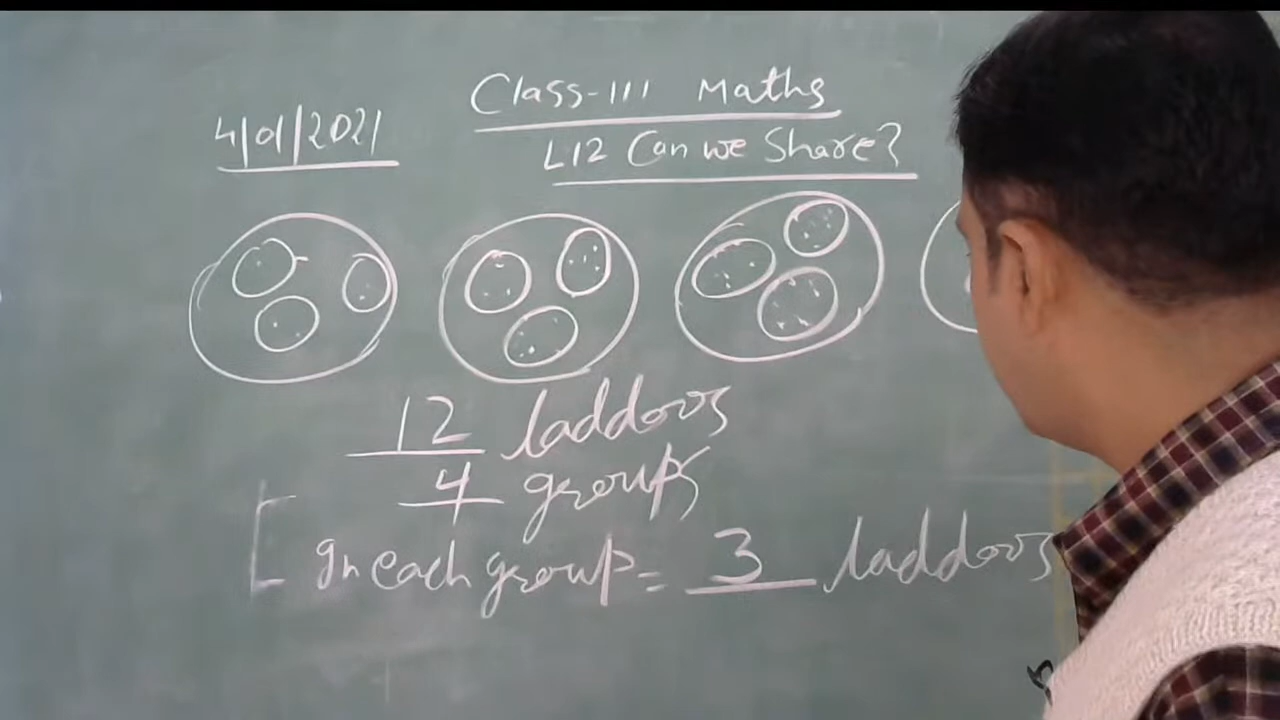 Class-III Maths
4/01/2021
L12 Can we Share?
12 laddoos
4 groups
In each group = 3 laddoos